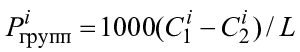 P^i_групп = 1000(C^i_1 − C^i_2) / L